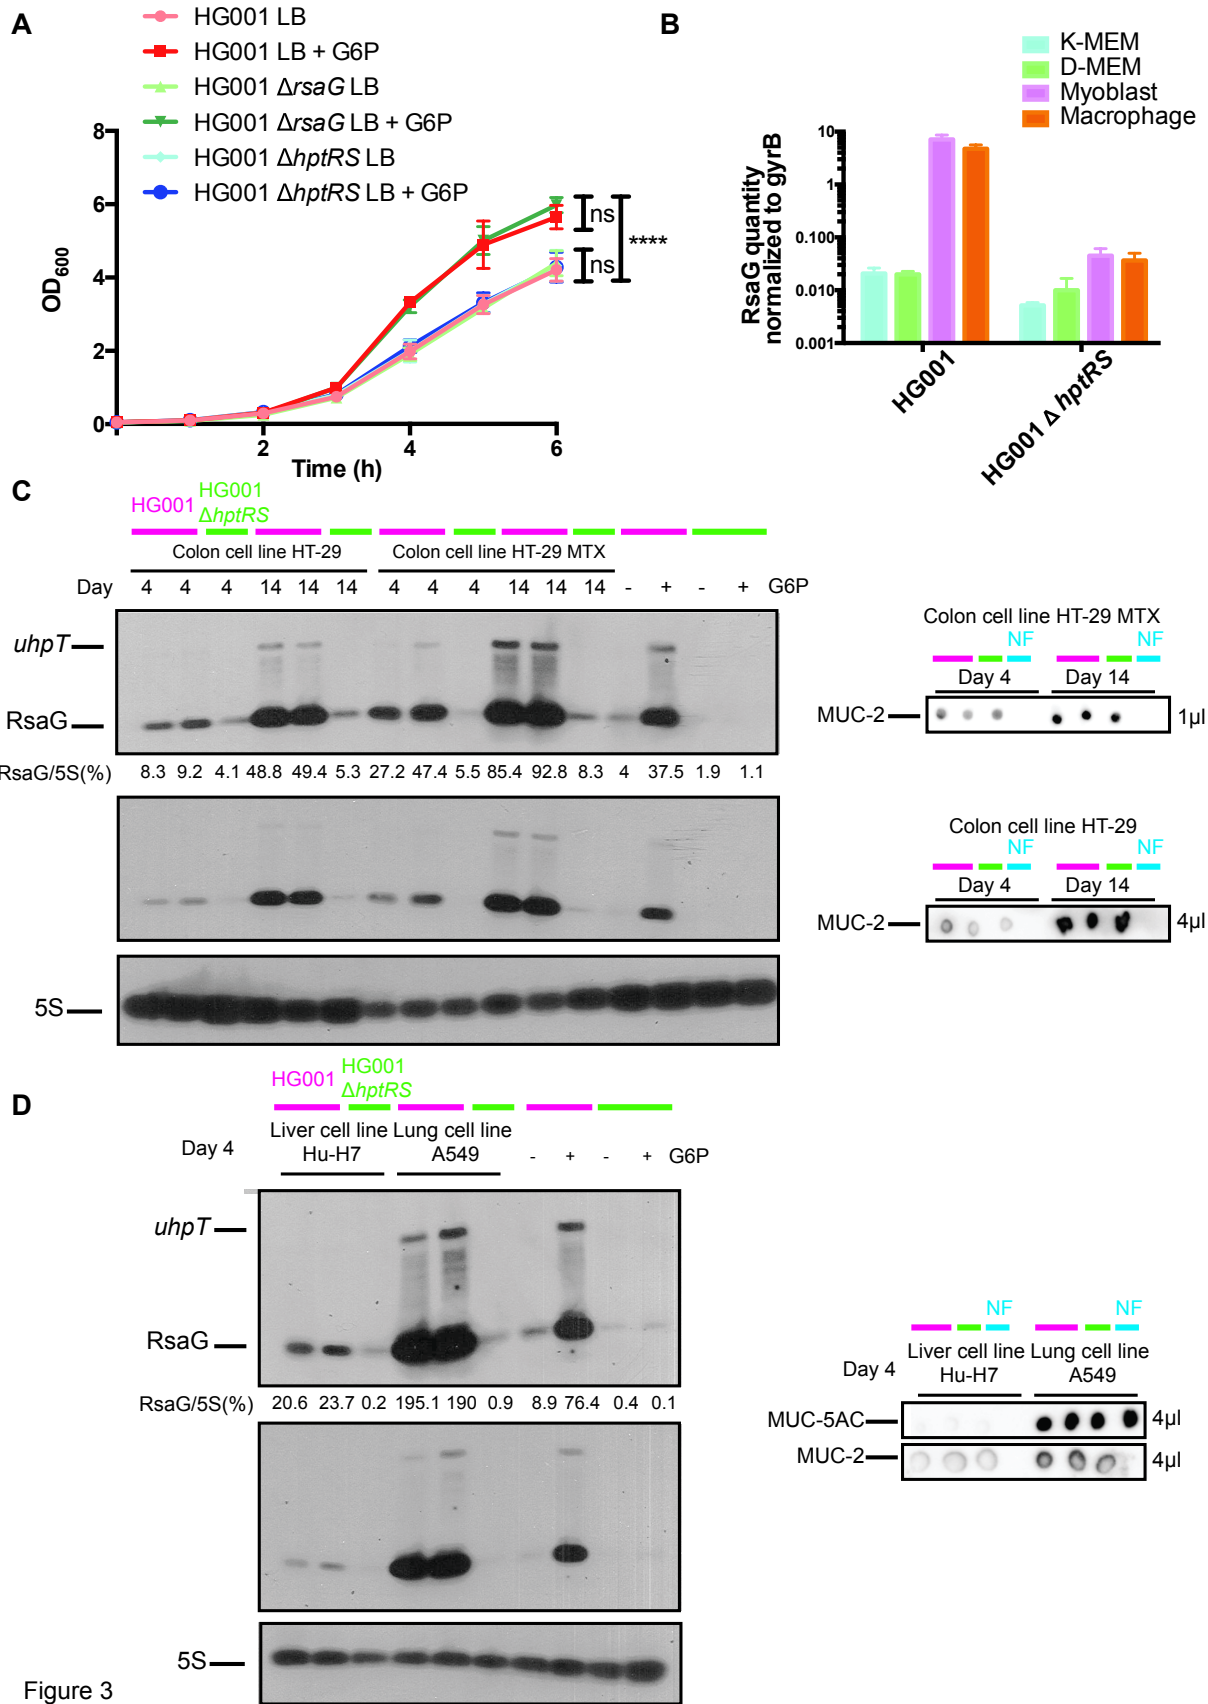 A
HG001 LB
HG001 LB + G6P
HG001 ΔrsaG LB
HG001 ΔrsaG LB + G6P
HG001 ΔhptRS LB
HG001 ΔhptRS LB + G6P
8
6
4
2
0
OD600
2 4 6
Time (h)
ns
ns
****
B
K-MEM
D-MEM
Myoblast
Macrophage
RsaG quantity
normalized to gyrB
10
1
0.100
0.010
0.001
HG001
HG001 Δ hptRS
C
HG001
HG001
ΔhptRS
Colon cell line HT-29
Colon cell line HT-29 MTX
Day 4 4 4 14 14 14 4 4 4 14 14 14 - + - + G6P
uhpT
RsaG
RsaG/5S(%) 8.3 9.2 4.1 48.8 49.4 5.3 27.2 47.4 5.5 85.4 92.8 8.3 4 37.5 1.9 1.1
5S
Colon cell line HT-29 MTX
NF NF
Day 4 Day 14
MUC-2 1µl
Colon cell line HT-29
NF NF
Day 4 Day 14
MUC-2 4µl
D
HG001
HG001
ΔhptRS
Day 4
Liver cell line
Hu-H7
Lung cell line
A549
- + - + G6P
uhpT
RsaG
RsaG/5S(%) 20.6 23.7 0.2 195.1 190 0.9 8.9 76.4 0.4 0.1
5S
NF NF
Day 4
Liver cell line
Hu-H7
Lung cell line
A549
MUC-5AC 4µl
MUC-2 4µl
Figure 3